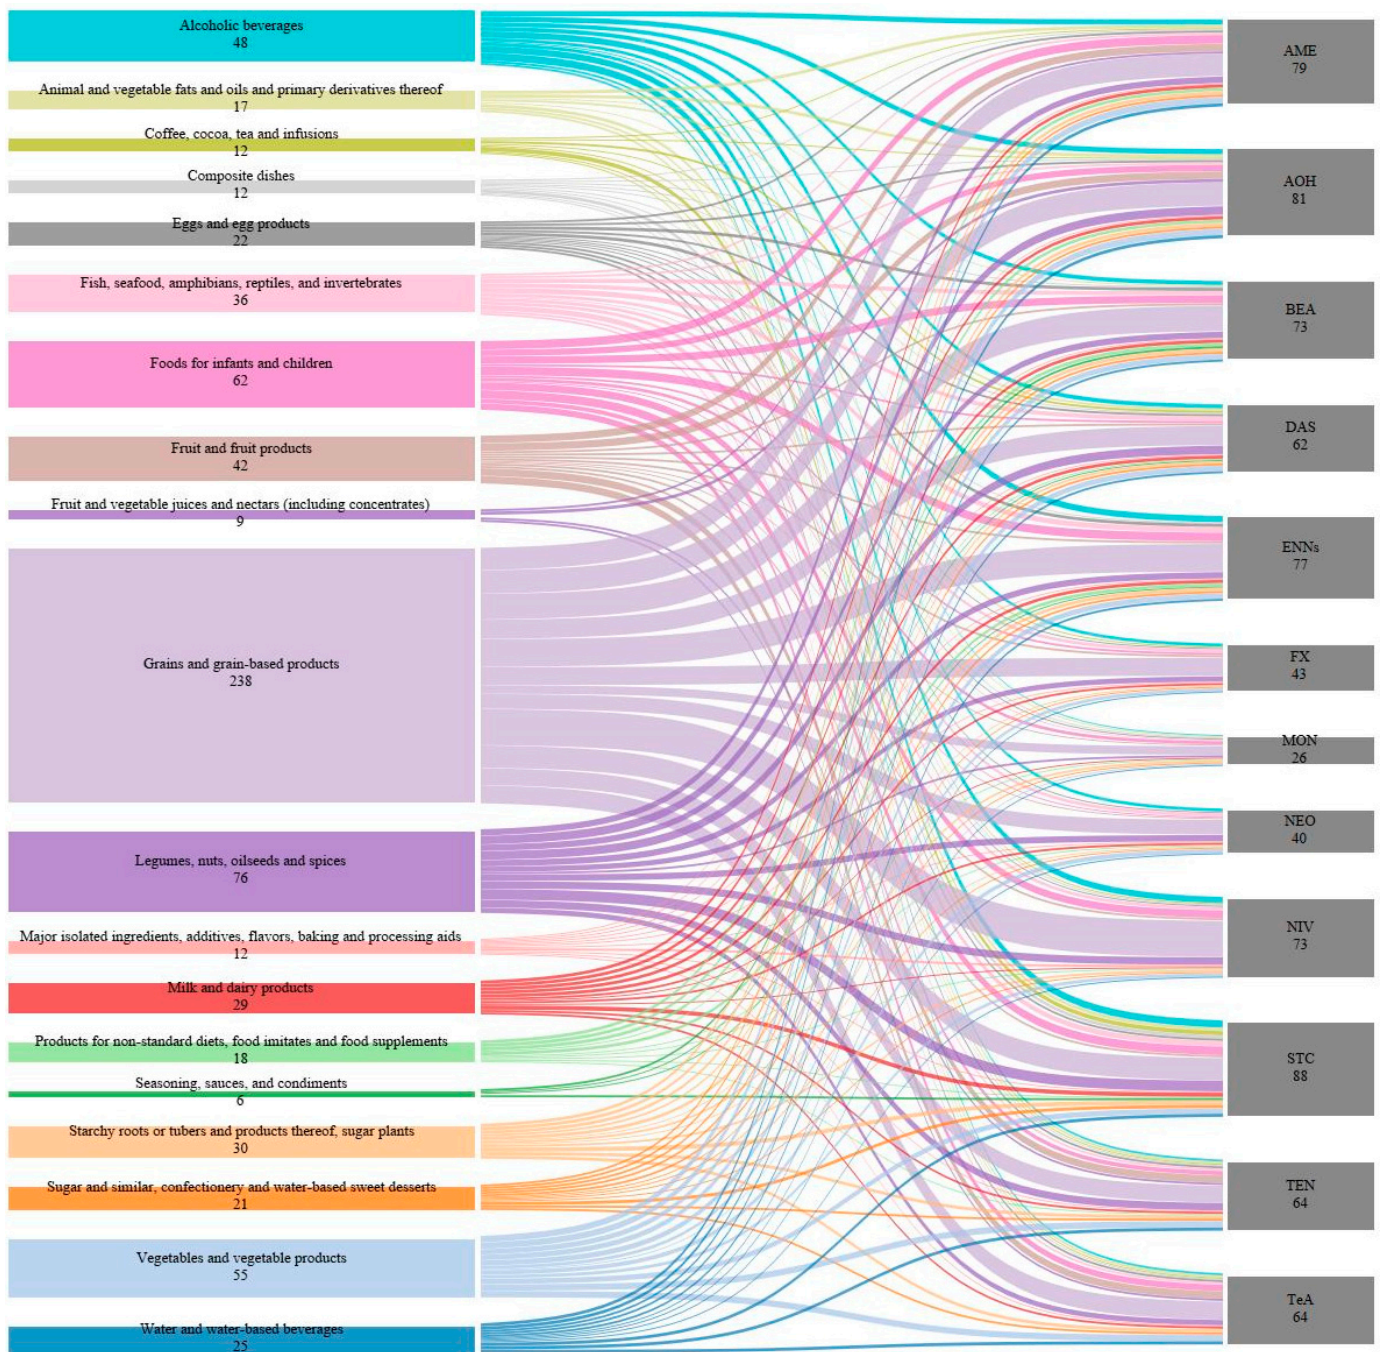 Alcoholic beverages
48
Animal and vegetable fats and oils and primary derivatives thereof
17
Coffee, cocoa, tea and infusions
12
Composite dishes
12
Eggs and egg products
22
Fish, seafood, amphibians, reptiles, and invertebrates
36
Foods for infants and children
62
Fruit and fruit products
42
Fruit and vegetable juices and nectars (including concentrates)
9
Grains and grain-based products
238
Legumes, nuts, oilseeds and spices
76
Major isolated ingredients, additives, flavors, baking and processing aids
12
Milk and dairy products
29
Products for non-standard diets, food imitates and food supplements
18
Seasoning, sauces, and condiments
6
Starchy roots or tubers and products thereof, sugar plants
30
Sugar and similar, confectionery and water-based sweet desserts
21
Vegetables and vegetable products
55
Water and water-based beverages
25
AME
79
AOH
81
BEA
73
DAS
62
ENNs
77
FX
43
MON
26
NEO
40
NIV
73
STC
88
TEN
64
TeA
64